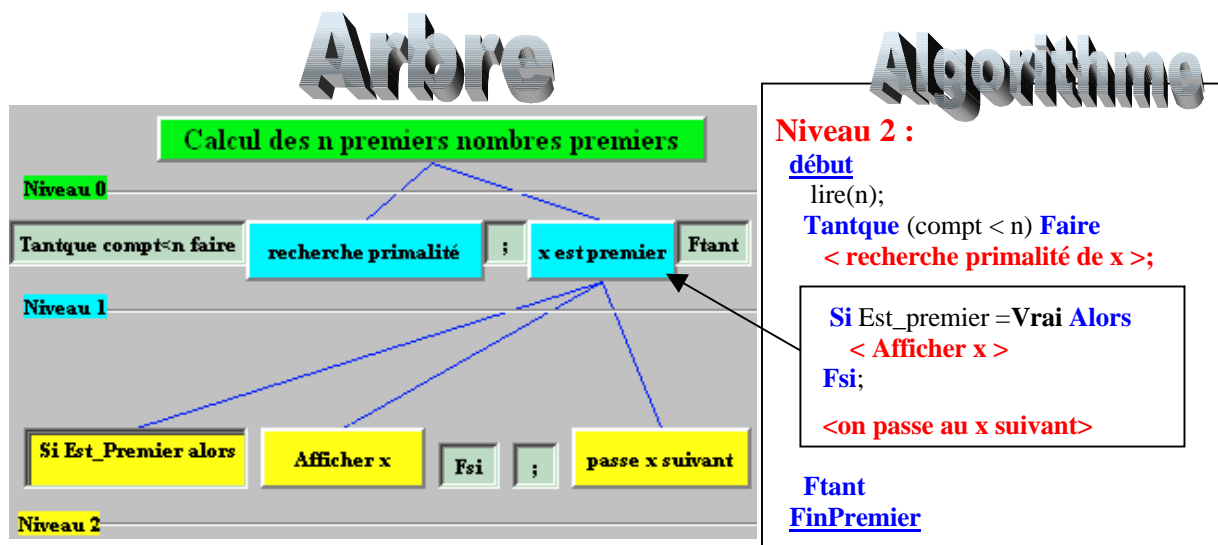 Arbre
Calcul des n premiers nombres premiers
Niveau 0
Tantque compt<n faire
recherche primalité
;
x est premier
Ftant
Niveau 1
Si Est_Premier alors
Afficher x
Fsi
;
passe x suivant
Niveau 2
Algorithme
Niveau 2 :
début
lire(n);
Tantque (compt < n) Faire
< recherche primalité de x >;
Si Est_premier =Vrai Alors
< Afficher x >
Fsi;
<on passe au x suivant>
Ftant
FinPremier